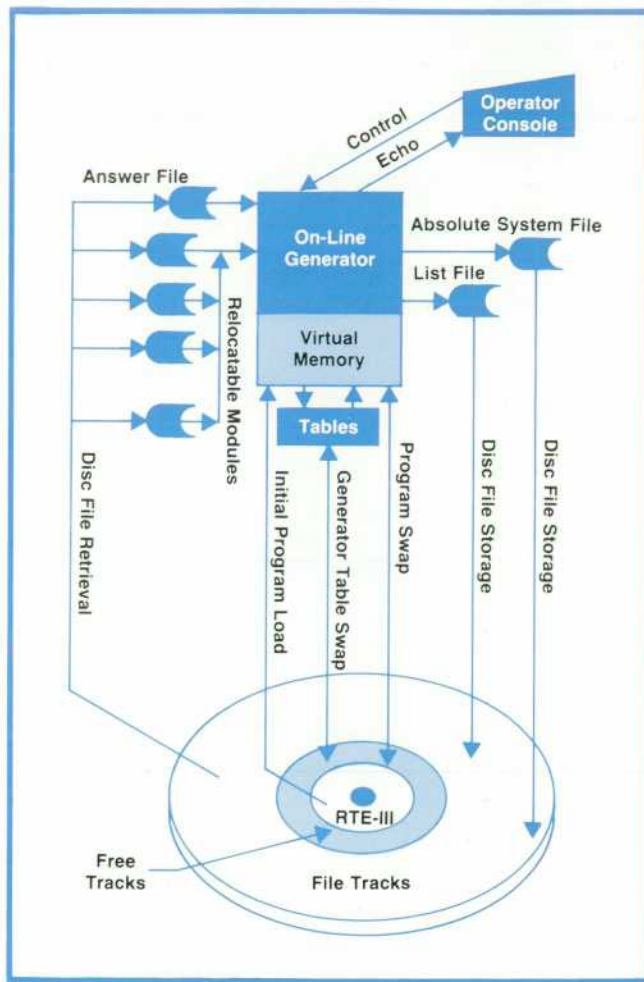 Operator
Console
Control
Echo
Answer File
On-Line
Generator
Absolute System File
List File
Virtual
Memory
Relocatable Modules
Tables
Disc File Retrieval
Initial Program Load
Generator Table Swap
Program Swap
Disc File Storage
Disc File Storage
RTE-III
Free
Tracks
File Tracks